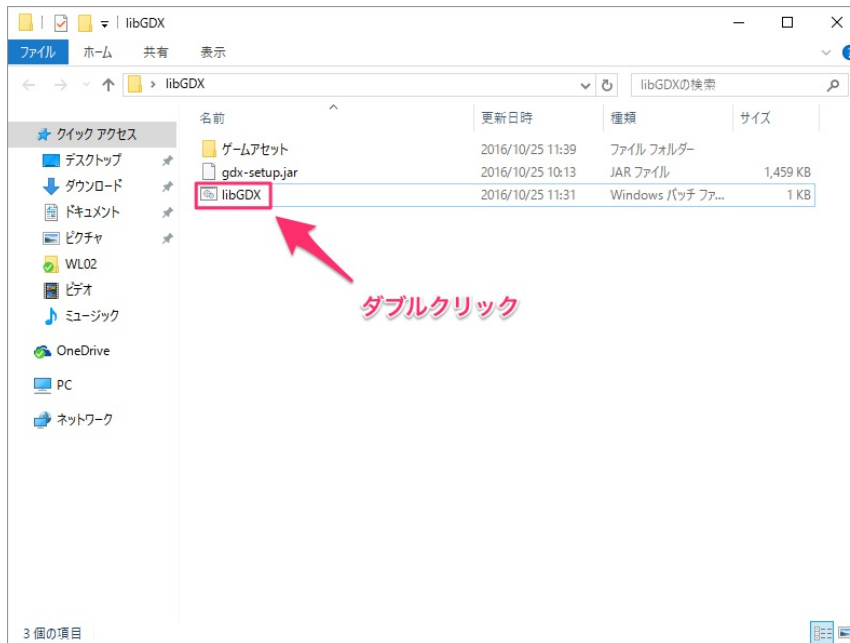 libGDX
ファイル ホーム 共有 表示
libGDX libGDXの検索
名前 更新日時 種類 サイズ
クイック アクセス
デスクトップ
ダウンロード
ドキュメント
ピクチャ
WL02
ビデオ
ミュージック
OneDrive
PC
ネットワーク
ゲームアセット 2016/10/25 11:39 ファイル フォルダー
gdx-setup.jar 2016/10/25 10:13 JAR ファイル 1,459 KB
libGDX 2016/10/25 11:31 Windows バッチ ファ... 1 KB
ダブルクリック
3 個の項目